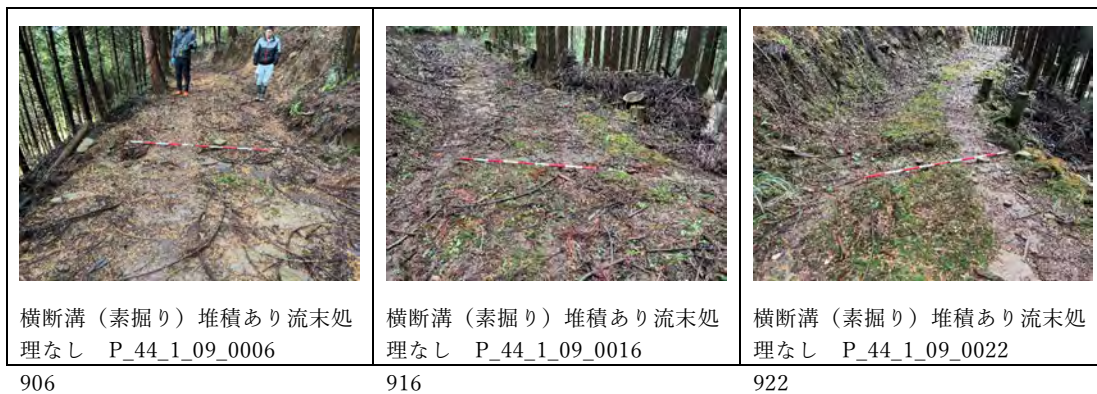 横断溝（素掘り）堆積あり流末処
理なし P_44_1_09_0006
906
横断溝（素掘り）堆積あり流末処
理なし P_44_1_09_0016
916
横断溝（素掘り）堆積あり流末処
理なし P_44_1_09_0022
922